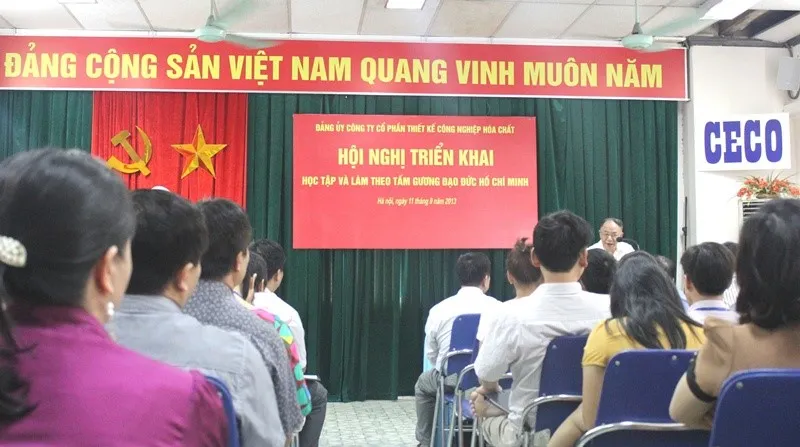 ĐẢNG CỘNG SẢN VIỆT NAM QUANG VINH MUÔN NĂM
ĐẢNG ỦY CÔNG TY CỔ PHẦN THIẾT KẾ CÔNG NGHIỆP HÓA CHẤT
HỘI NGHỊ TRIỂN KHAI
HỌC TẬP VÀ LÀM THEO TẤM GƯƠNG ĐẠO ĐỨC HỒ CHÍ MINH
Hà nội, ngày 11 tháng 9 năm 2013
CECO